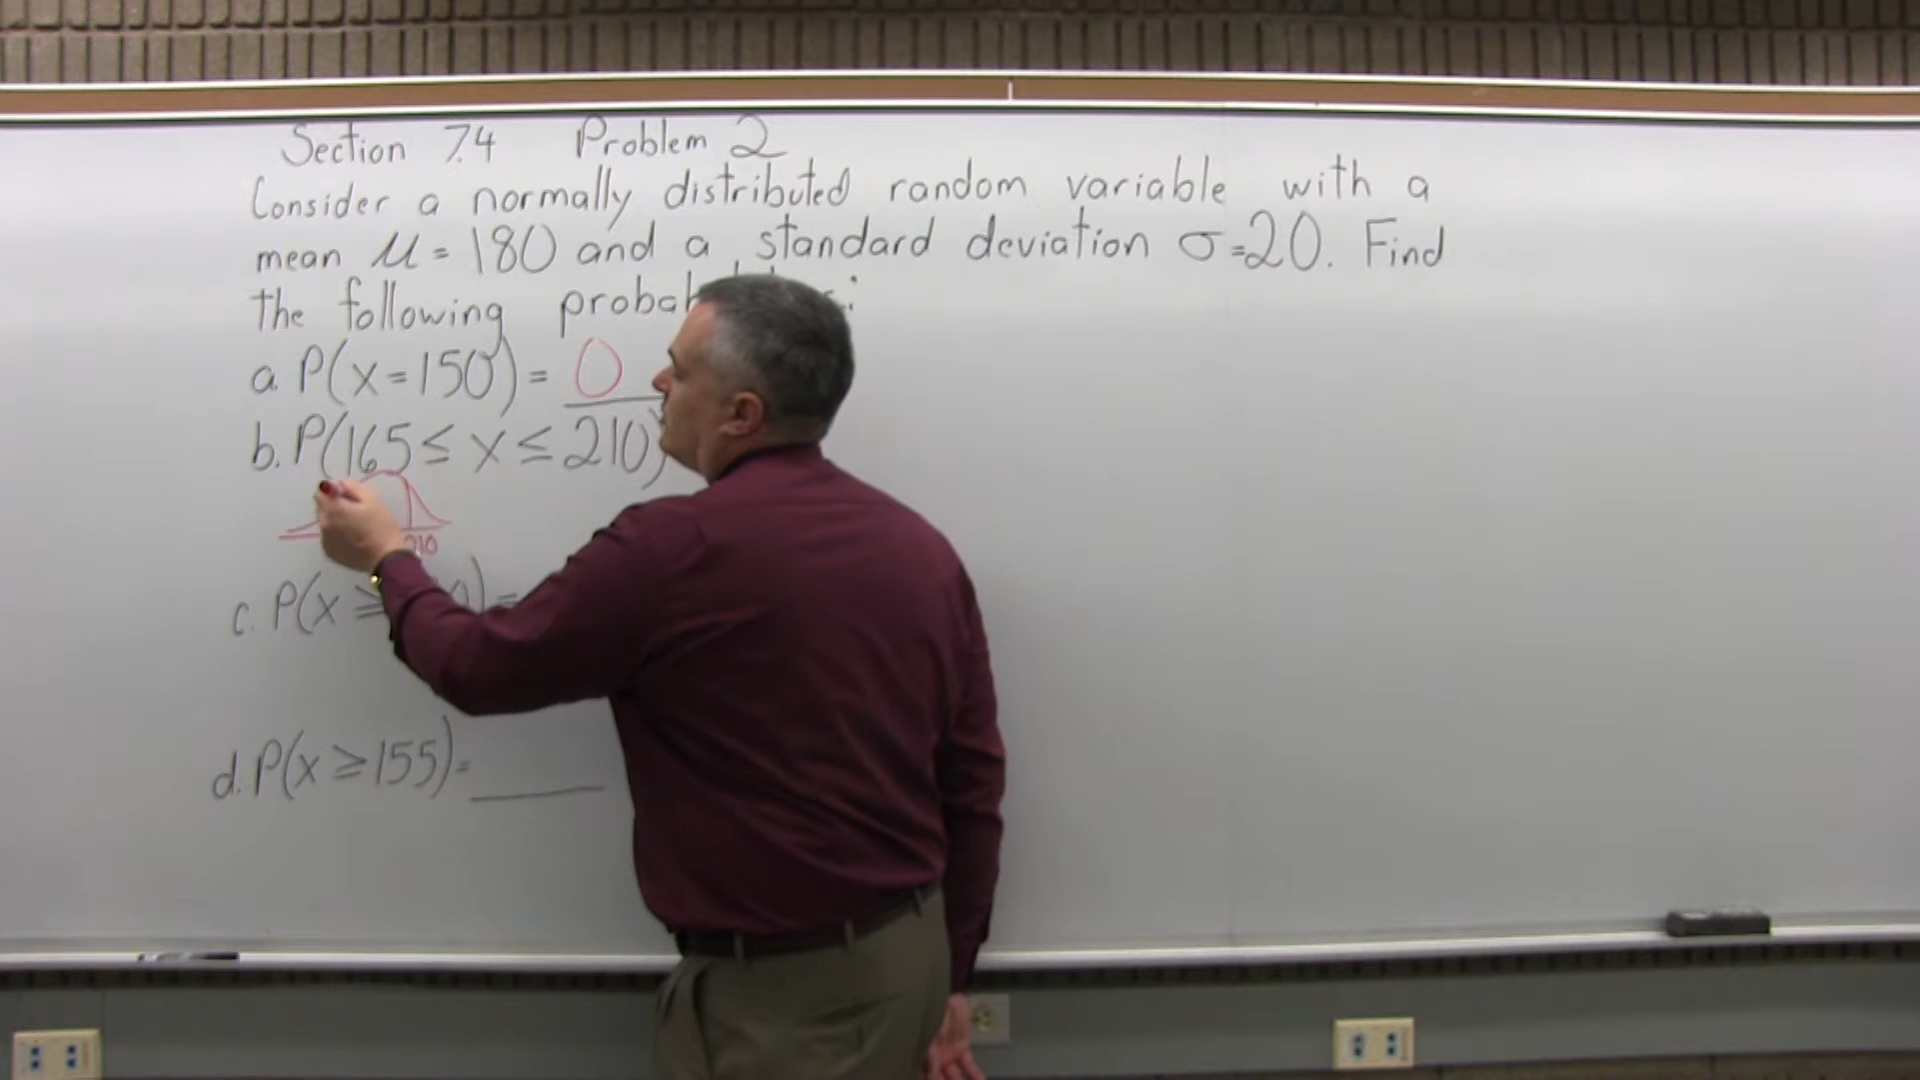 Section 7.4 Problem 2
Consider a normally distributed random variable with a
mean μ = 180 and a standard deviation σ=20. Find
the following :
a. P(x=150) = 0
b. P(165 ≤ x ≤ 210)
210
c. P(x ≥ ) =
d. P(x ≥ 155) = ____